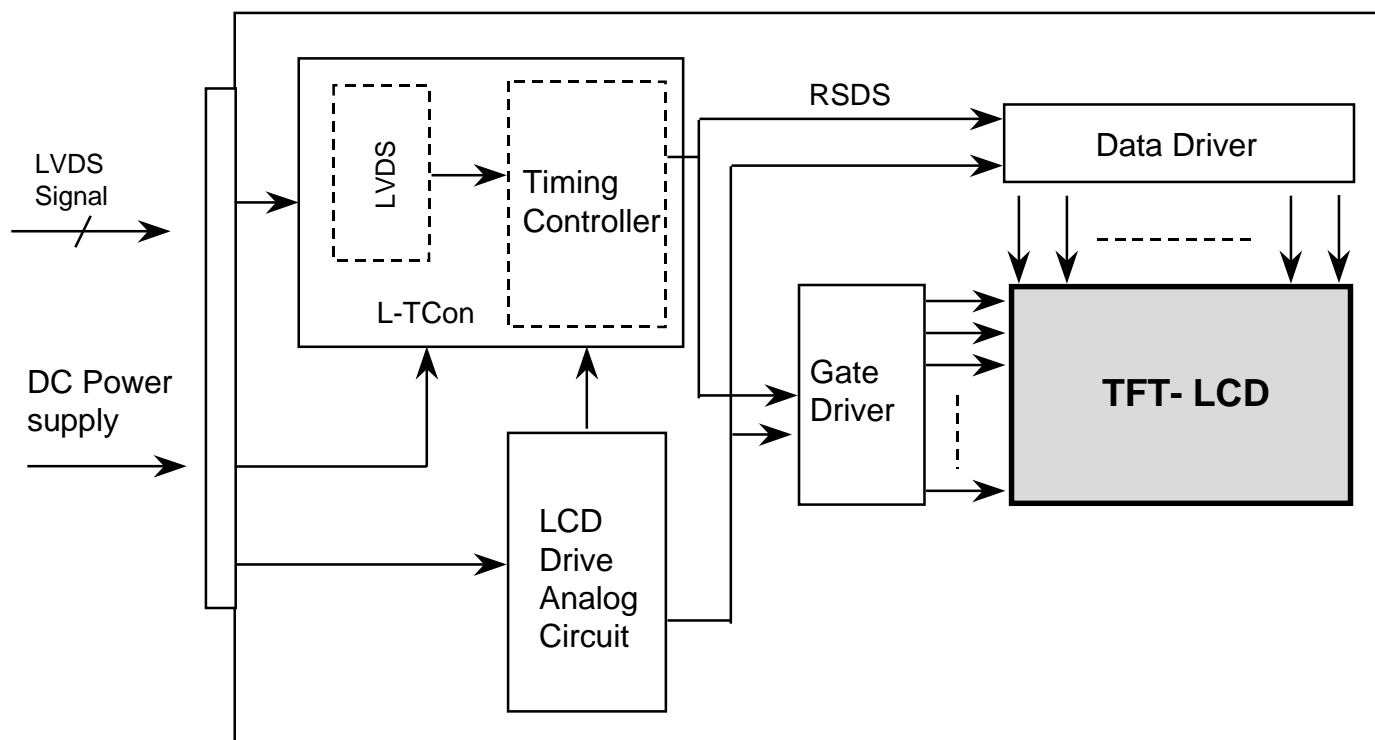 RSDS
Data Driver
LVDS
Signal
LVDS
Timing
Controller
L-TCon
DC Power
supply
Gate
Driver
TFT- LCD
LCD
Drive
Analog
Circuit